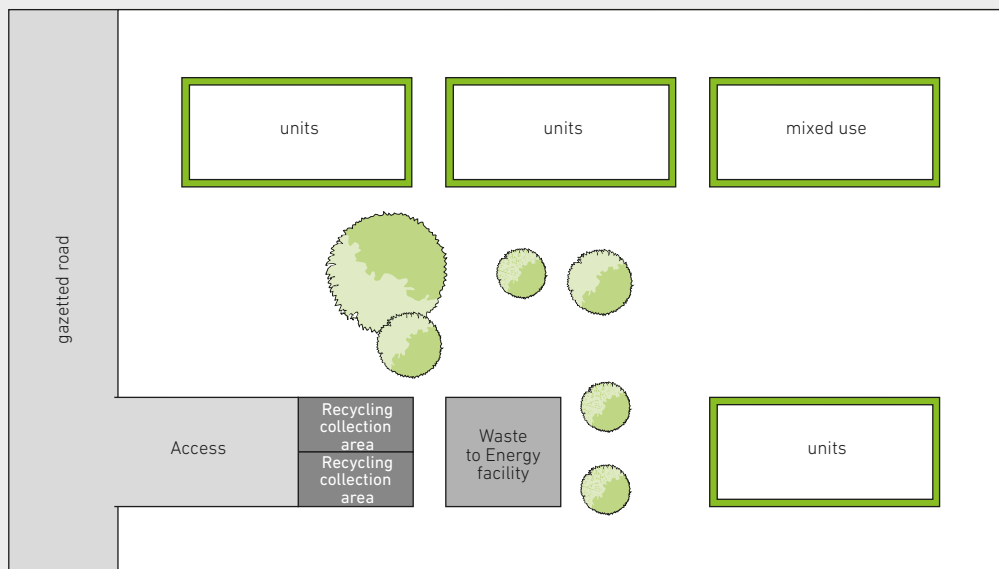 units
units
mixed use
gazetted road
Recycling
collection
area
Access
Waste
to Energy
facility
units
Recycling
collection
area